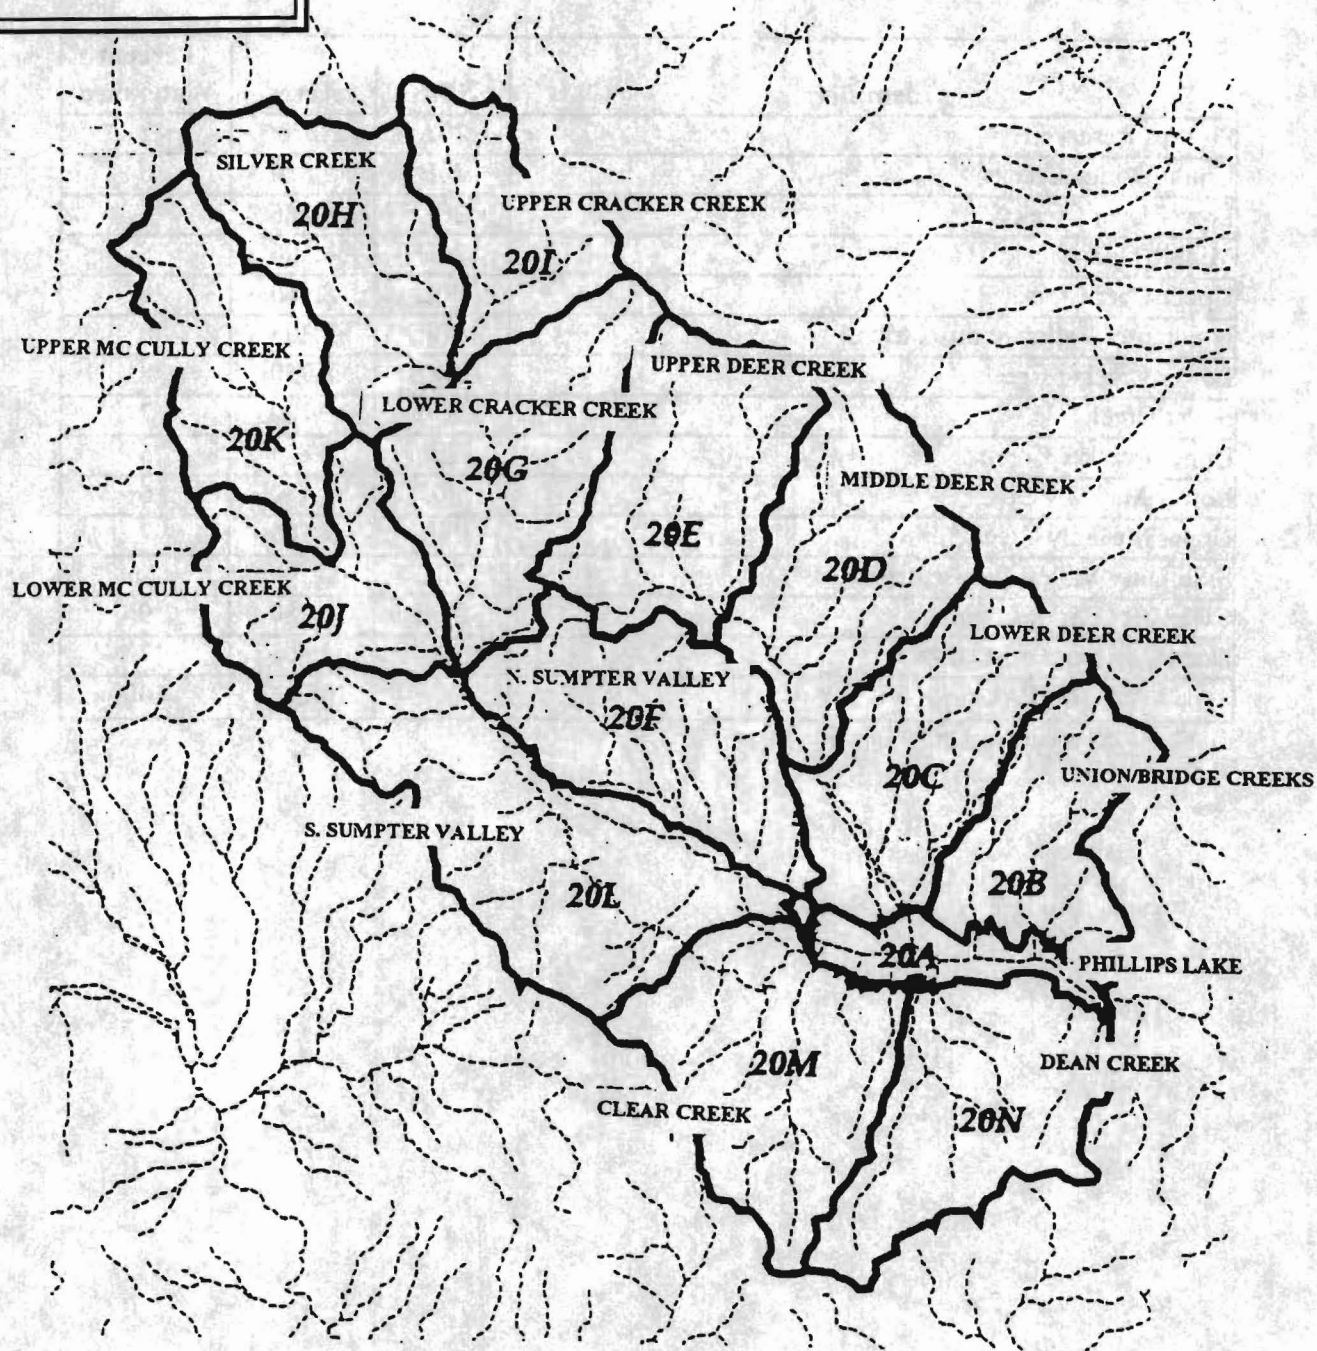 SILVER CREEK
20H
UPPER CRACKER CREEK
20I
UPPER MC CULLY CREEK
UPPER DEER CREEK
LOWER CRACKER CREEK
20K
20G
MIDDLE DEER CREEK
20E
20D
LOWER MC CULLY CREEK
20J
LOWER DEER CREEK
N. SUMPTER VALLEY
20F
20C
UNION/BRIDGE CREEKS
S. SUMPTER VALLEY
20L
20B
20A
PHILLIPS LAKE
20M
DEAN CREEK
CLEAR CREEK
20N